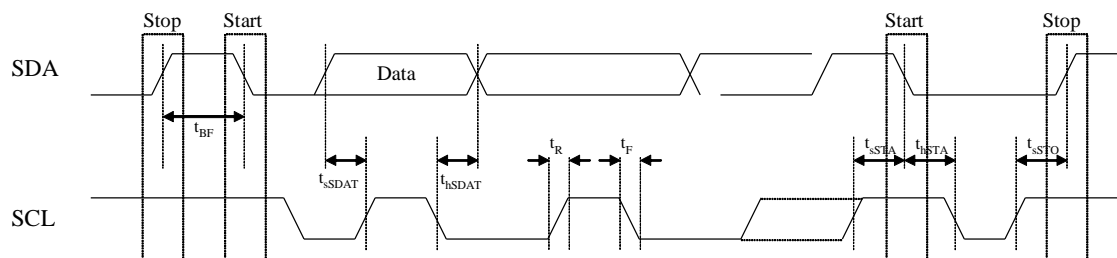 Stop Start Start Stop
SDA Data
tBF tR tF tsSTA thSTA tsSTO
tsSDAT thSDAT
SCL